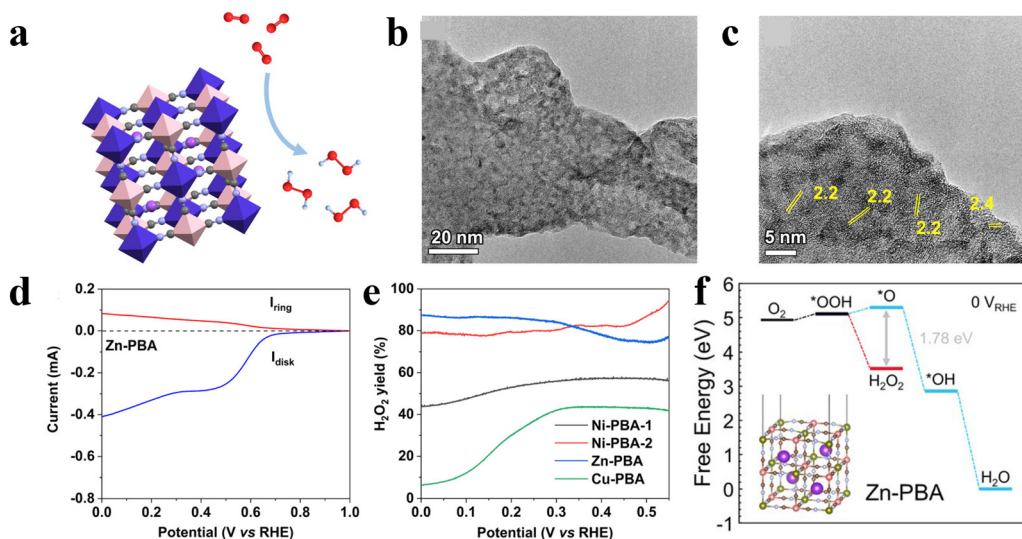 a
b
20 nm
c
2.2
2.2
2.2
2.4
5 nm
d
0.2
0.0
-0.2
-0.4
-0.6
-0.8
Current (mA)
I_ring
Zn-PBA
I_disk
0.0 0.2 0.4 0.6 0.8 1.0
Potential (V vs RHE)
e
100
80
60
40
20
0
H₂O₂ yield (%)
Ni-PBA-1
Ni-PBA-2
Zn-PBA
Cu-PBA
0.0 0.1 0.2 0.3 0.4 0.5
Potential (V vs RHE)
f
6
5
4
3
2
1
0
-1
Free Energy (eV)
O₂
*OOH
*O
0 V_RHE
1.78 eV
H₂O₂
*OH
H₂O
Zn-PBA